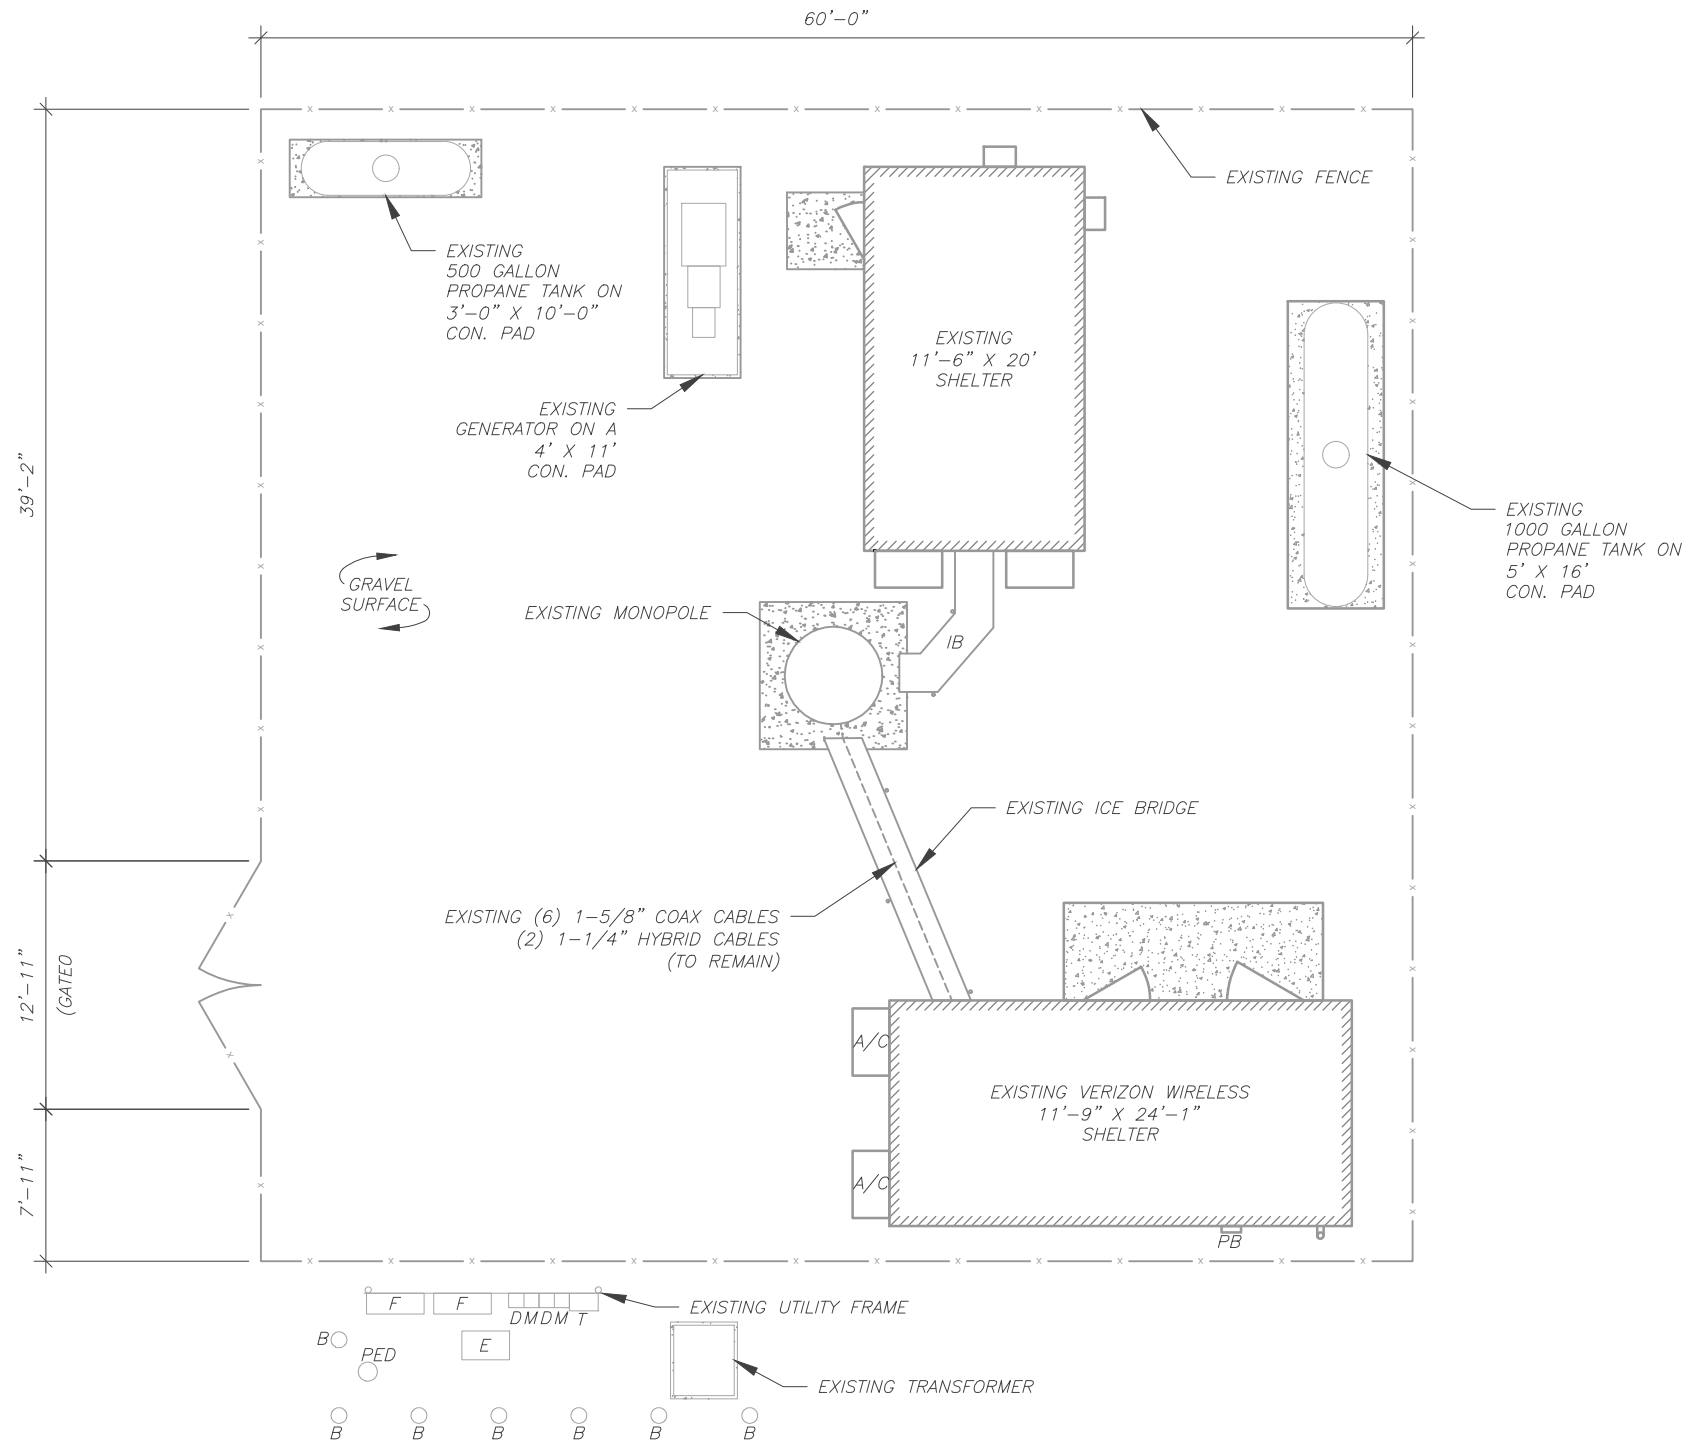 60'-0"
EXISTING FENCE
EXISTING
500 GALLON
PROPANE TANK ON
3'-0" X 10'-0"
CON. PAD
EXISTING
11'-6" X 20'
SHELTER
EXISTING
GENERATOR ON A
4' X 11'
CON. PAD
39'-2"
EXISTING
1000 GALLON
PROPANE TANK ON
5' X 16'
CON. PAD
GRAVEL
SURFACE
EXISTING MONOPOLE
IB
EXISTING ICE BRIDGE
EXISTING (6) 1-5/8" COAX CABLES
(2) 1-1/4" HYBRID CABLES
(TO REMAIN)
12'-11"
(GATEO
A/C
EXISTING VERIZON WIRELESS
11'-9" X 24'-1"
SHELTER
A/C
7'-11"
PB
F
F
DMDM T
EXISTING UTILITY FRAME
B
E
PED
EXISTING TRANSFORMER
B
B
B
B
B
B